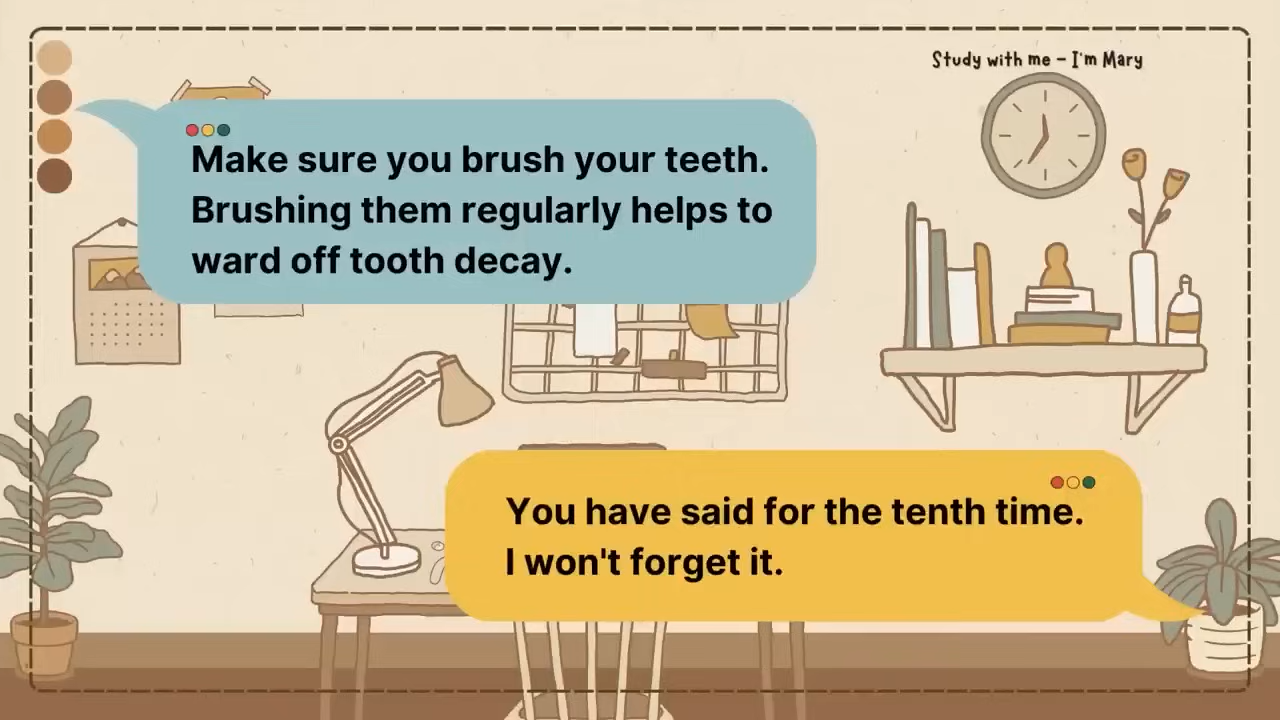 Study with me - I'm Mary
Make sure you brush your teeth.
Brushing them regularly helps to
ward off tooth decay.
You have said for the tenth time.
I won't forget it.